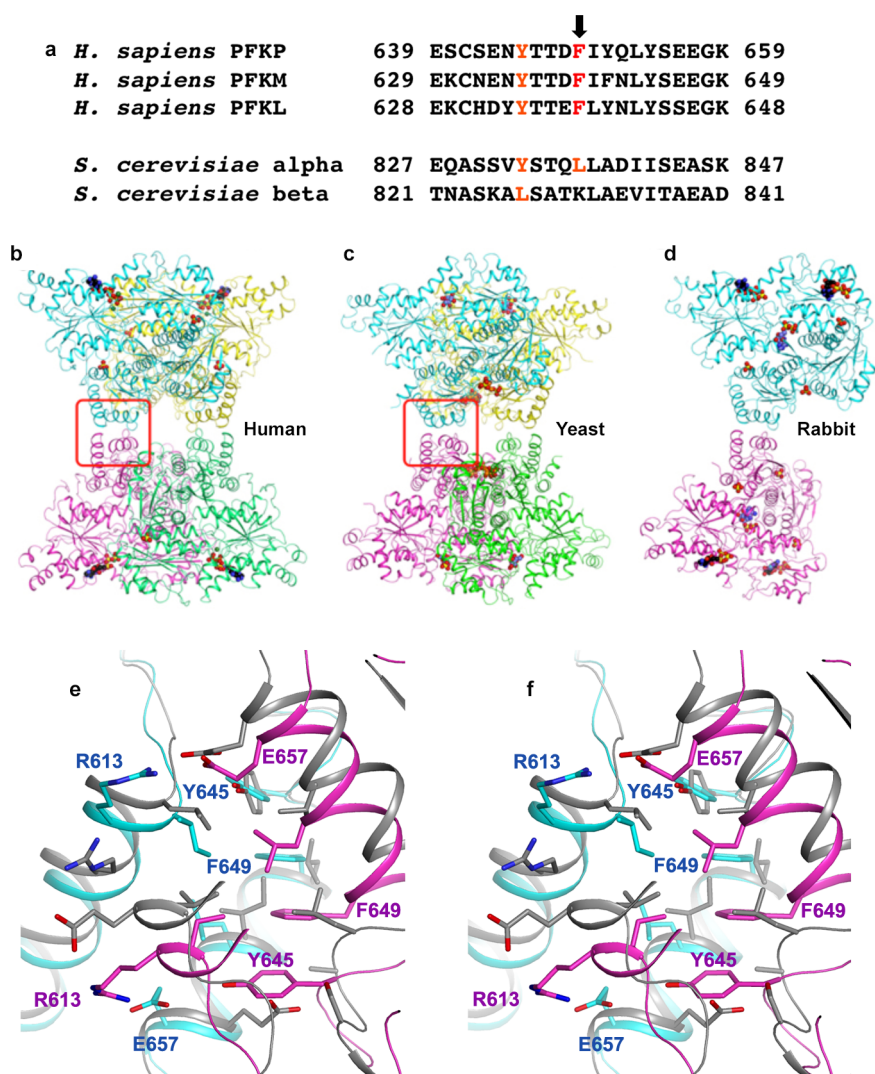 a H. sapiens PFKP 639 ESCSENYTTDFIYQLYSEEGK 659
H. sapiens PFKM 629 EKCNENYTTDFIFNLYSEEGK 649
H. sapiens PFKL 628 EKCHDYYTTEFLYNLYSSEGK 648
S. cerevisiae alpha 827 EQASSVYSTQLLADIISEASK 847
S. cerevisiae beta 821 TNASKALSATKLAEVITAEAD 841
b c d
Human Yeast Rabbit
e f
R613 E657 R613 E657
Y645 Y645
F649 F649
F649 F649
Y645 Y645
R613 R613
E657 E657